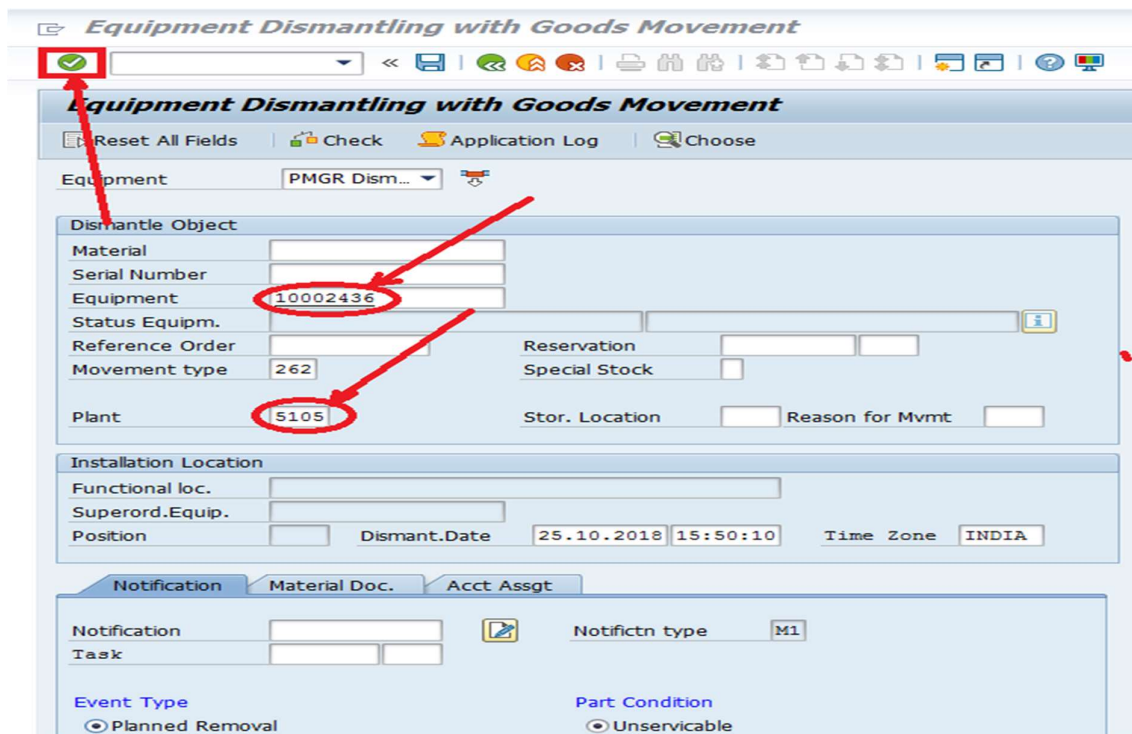 Equipment Dismantling with Goods Movement
Equipment Dismantling with Goods Movement
Reset All Fields Check Application Log Choose
Equipment PMGR Dism...
Dismantle Object
Material
Serial Number
Equipment 10002436
Status Equipm.
Reference Order Reservation
Movement type 262 Special Stock
Plant 5105 Stor. Location Reason for Mvmt
Installation Location
Functional loc.
Superord.Equip.
Position Dismant.Date 25.10.2018 15:50:10 Time Zone INDIA
Notification Material Doc. Acct Assgt
Notification Notifictn type M1
Task
Event Type Part Condition
Planned Removal Unservicable